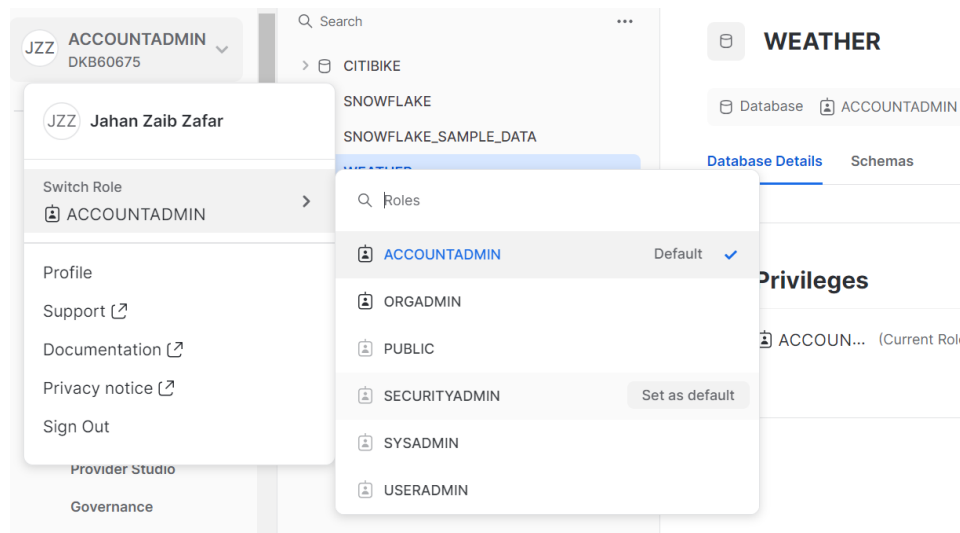 JZZ ACCOUNTADMIN
DKB60675
JZZ Jahan Zaib Zafar
Switch Role
ACCOUNTADMIN
Profile
Support
Documentation
Privacy notice
Sign Out
Provider Studio
Governance
Search
CITIBIKE
SNOWFLAKE
SNOWFLAKE_SAMPLE_DATA
WEATHER
Roles
ACCOUNTADMIN Default
ORGADMIN
PUBLIC
SECURITYADMIN Set as default
SYSADMIN
USERADMIN
WEATHER
Database ACCOUNTADMIN
Database Details Schemas
Privileges
ACCOUN... (Current